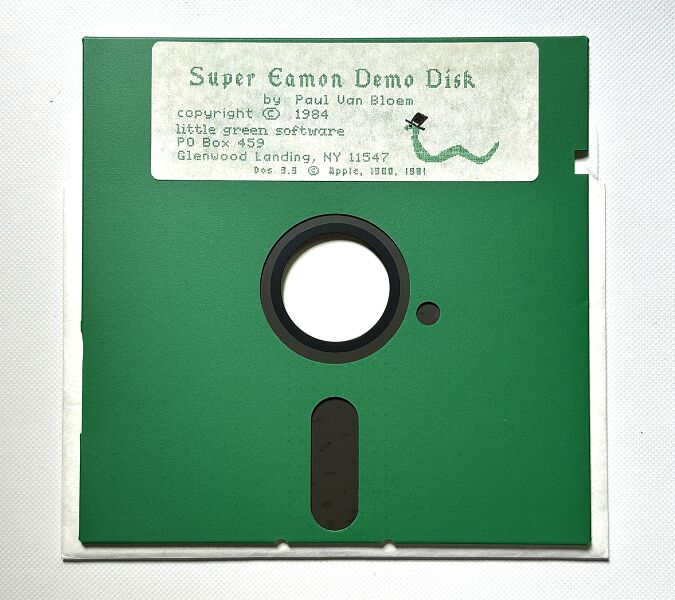 Super Eamon Demo Disk
by Paul Van Bloem
copyright © 1984
little green software
PO Box 459
Glenwood Landing, NY 11547
Dos 3.3 © Apple, 1980, 1981